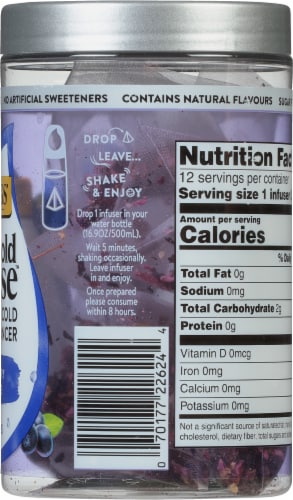 NO ARTIFICIAL SWEETENERS CONTAINS NATURAL FLAVOURS SUGAR
DROP
LEAVE...
SHAKE
& ENJOY
Drop 1 infuser in your
water bottle
(16.9OZ/500mL).
Wait 5 minutes,
shaking occasionally.
Leave infuser
in and enjoy.
Once prepared
please consume
within 8 hours.
old
se
COLD
NCER
0 70177 22624 4
Nutrition Fac
12 servings per container
Serving size 1 infuser
Amount per serving
Calories
% Daily
Total Fat 0g
Sodium 0mg
Total Carbohydrate 2g
Protein 0g
Vitamin D 0mcg
Iron 0mg
Calcium 0mg
Potassium 0mg
Not a significant source of saturated fat, trans
cholesterol, dietary fiber, total sugars and added